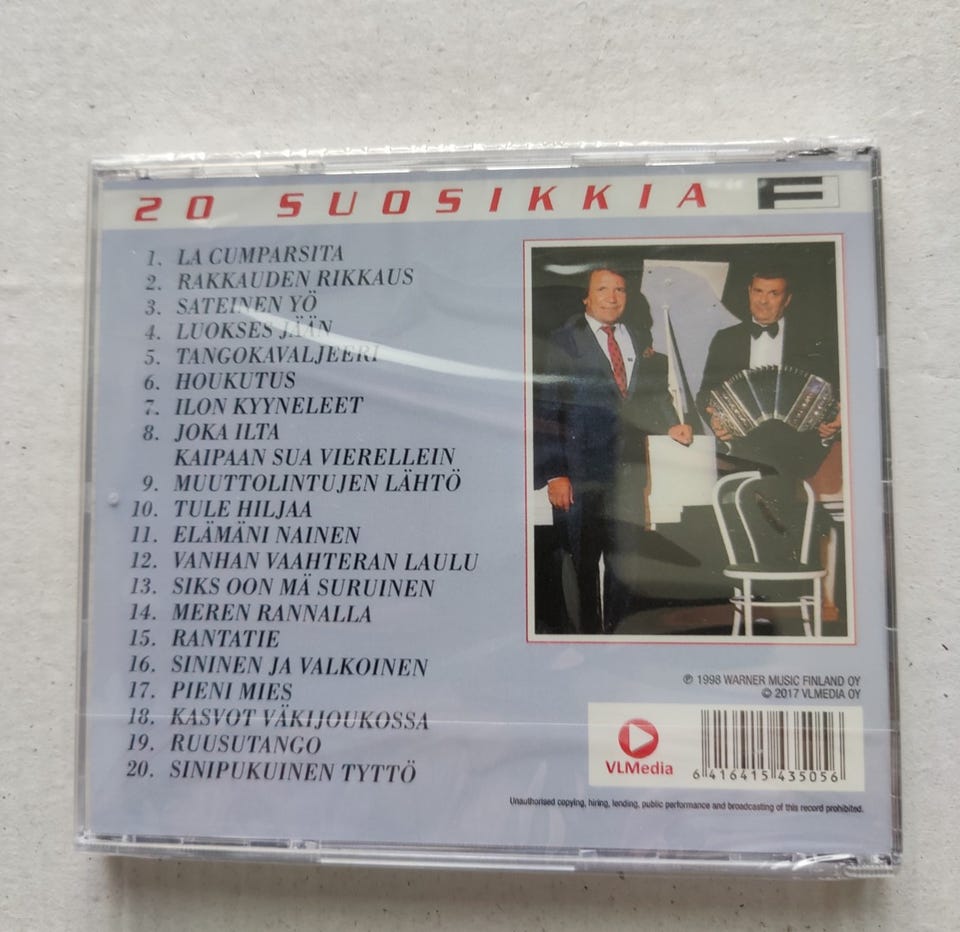 20 SUOSIKKIA F
1. LA CUMPARSITA
2. RAKKAUDEN RIKKAUS
3. SATEINEN YÖ
4. LUOKSES JÄÄN
5. TANGOKAVALJEERI
6. HOUKUTUS
7. ILON KYYNELEET
8. JOKA ILTA
KAIPAAN SUA VIERELLEIN
9. MUUTTOLINTUJEN LÄHTÖ
10. TULE HILJAA
11. ELÄMÄNI NAINEN
12. VANHAN VAAHTERAN LAULU
13. SIKS OON MÄ SURUINEN
14. MEREN RANNALLA
15. RANTATIE
16. SININEN JA VALKOINEN
17. PIENI MIES
18. KASVOT VÄKIJOUKOSSA
19. RUUSUTANGO
20. SINIPUKUINEN TYTTÖ
℗ 1998 WARNER MUSIC FINLAND OY
© 2017 VLMEDIA OY
VLMedia
6 416415 435056
Unauthorised copying, hiring, lending, public performance and broadcasting of this record prohibited.